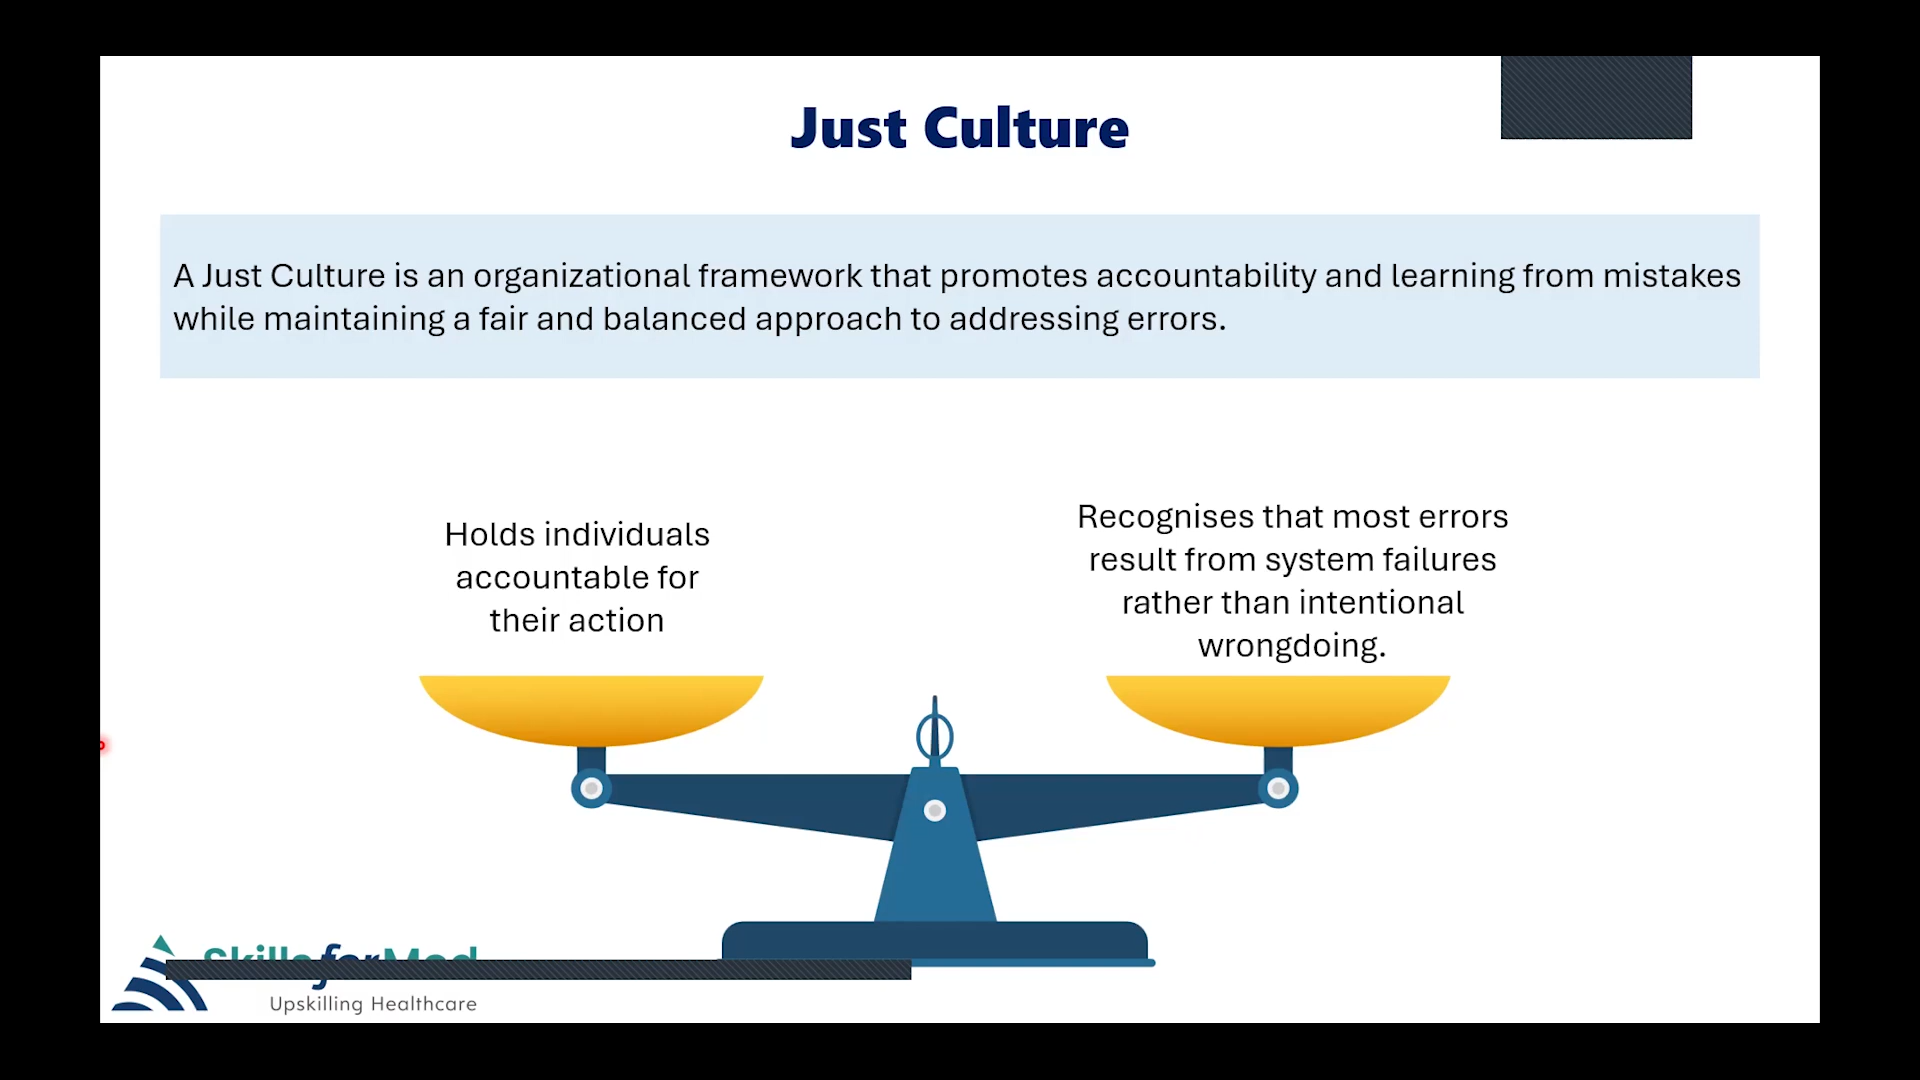 Just Culture
A Just Culture is an organizational framework that promotes accountability and learning from mistakes
while maintaining a fair and balanced approach to addressing errors.
Holds individuals
accountable for
their action
Recognises that most errors
result from system failures
rather than intentional
wrongdoing.
SkillsforMed
Upskilling Healthcare